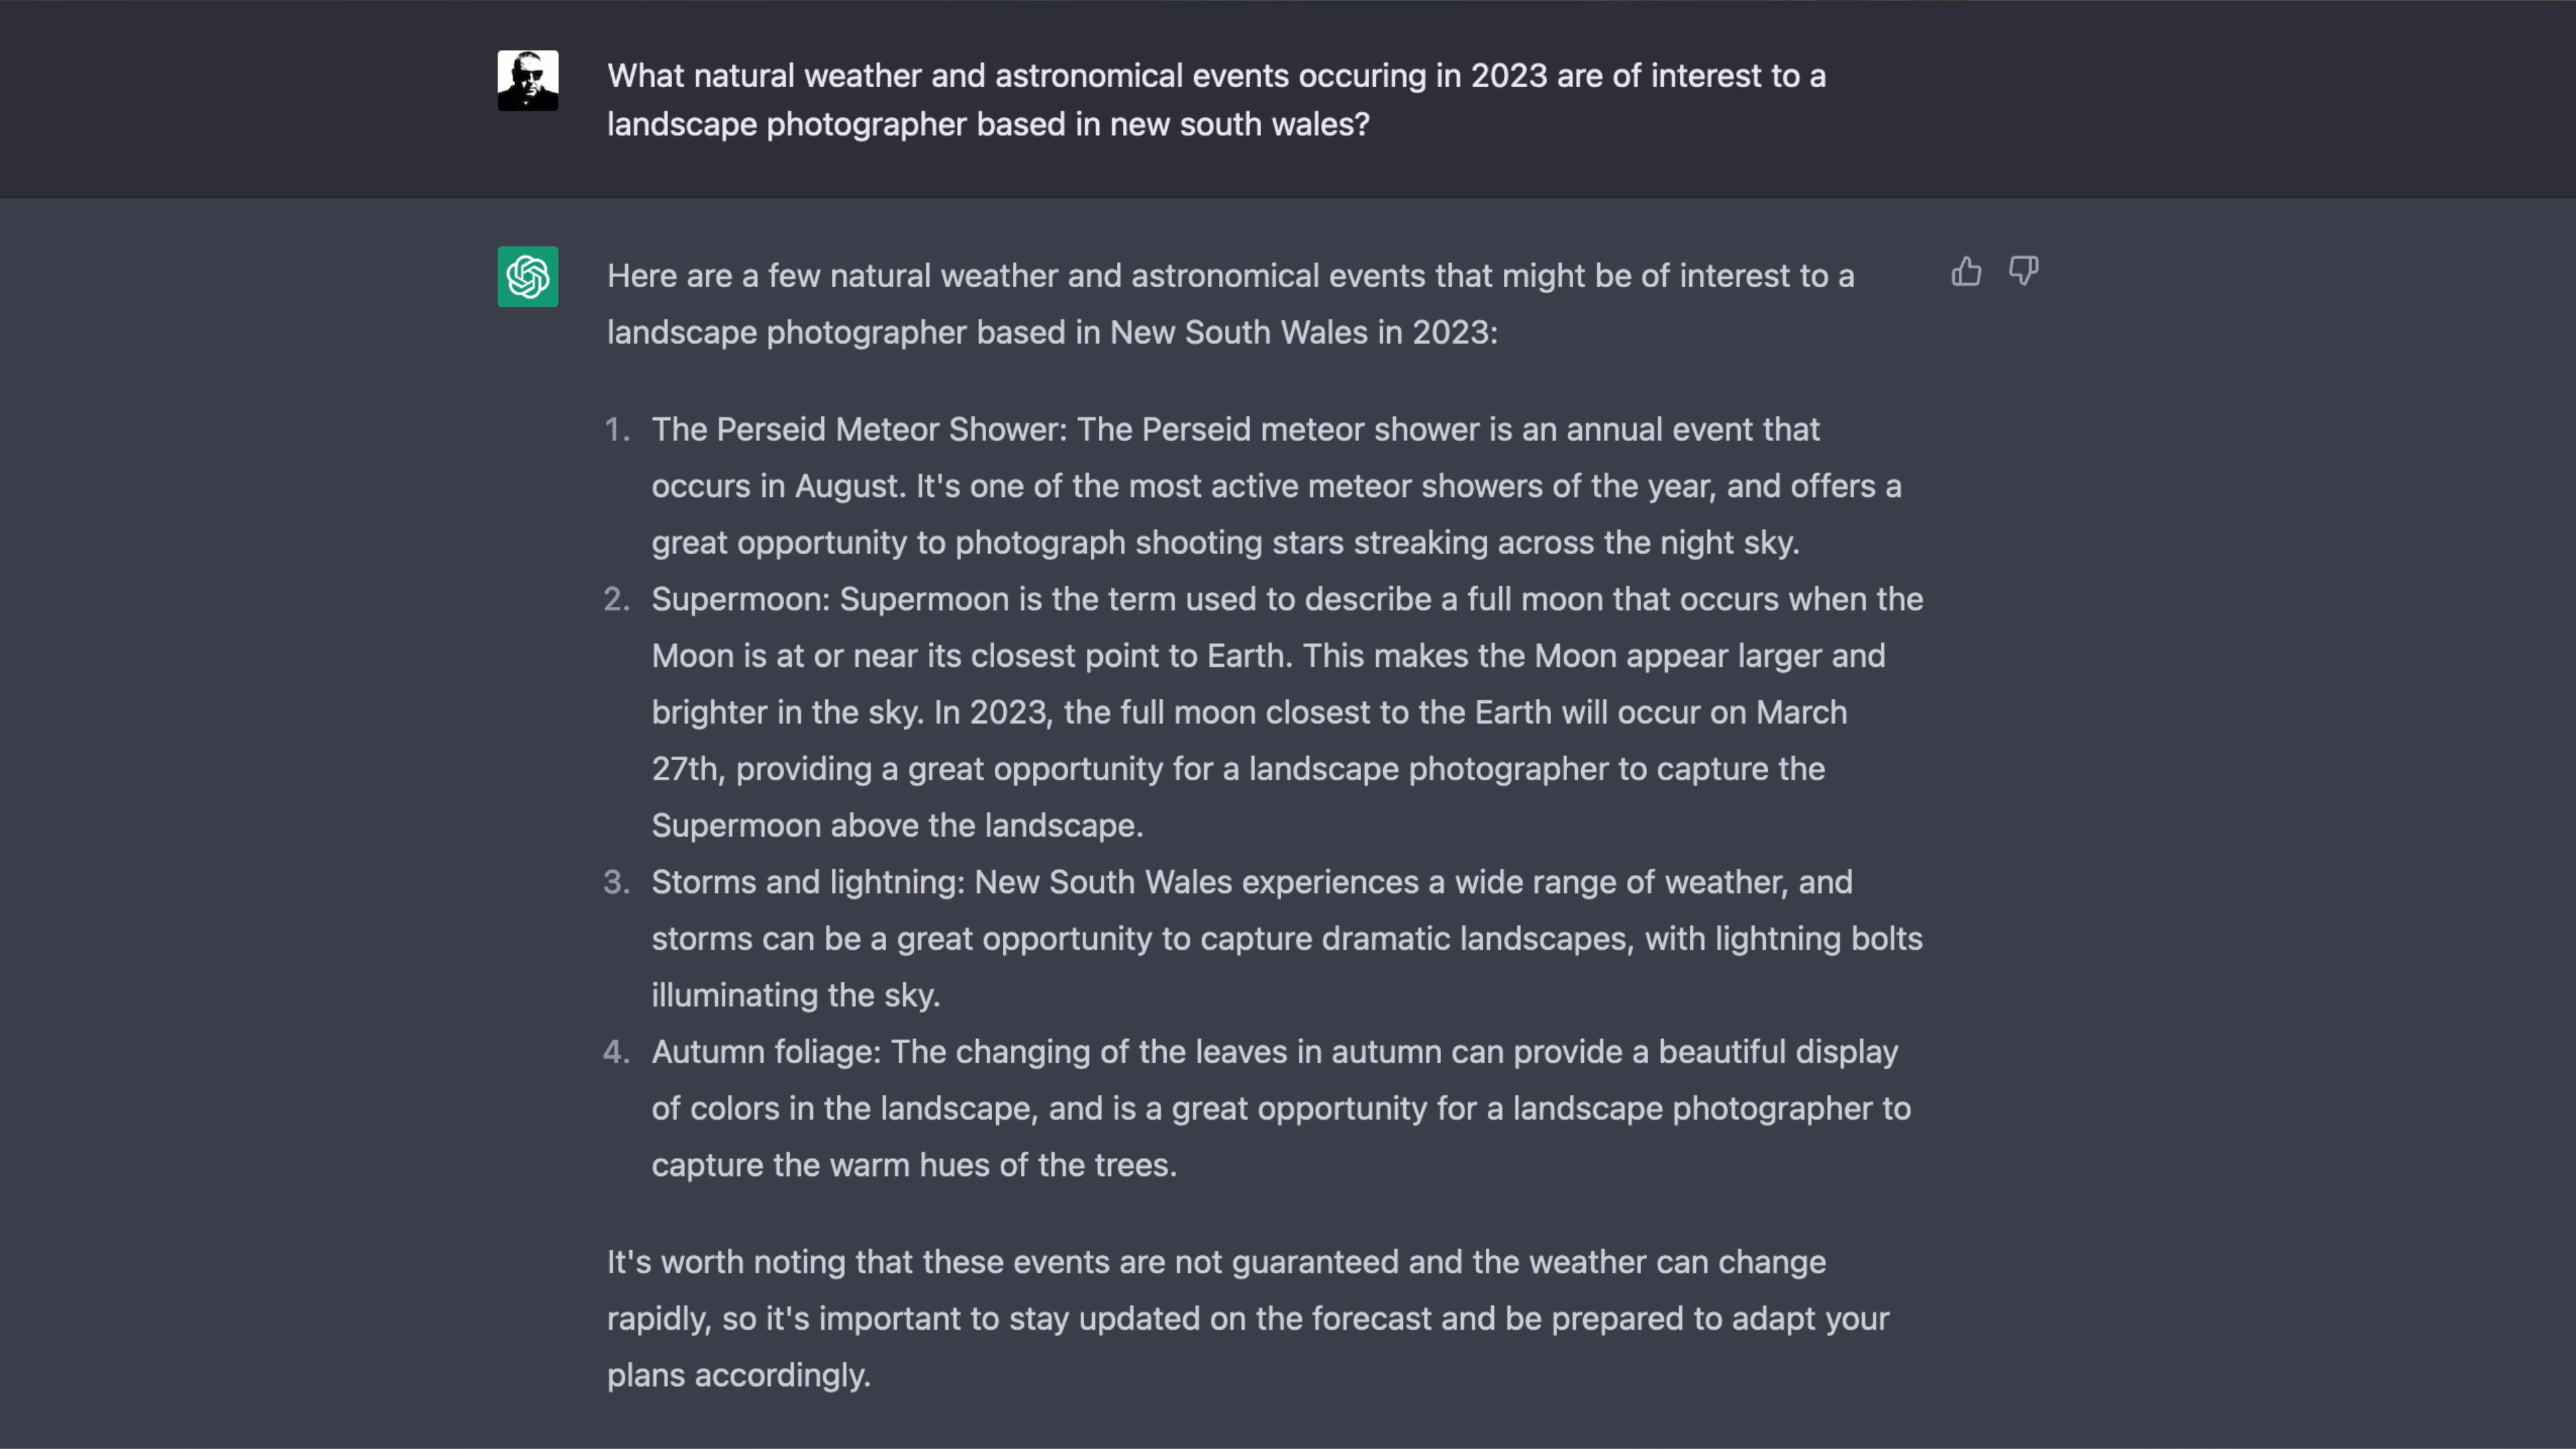 What natural weather and astronomical events occuring in 2023 are of interest to a
landscape photographer based in new south wales?
Here are a few natural weather and astronomical events that might be of interest to a
landscape photographer based in New South Wales in 2023:
1. The Perseid Meteor Shower: The Perseid meteor shower is an annual event that
occurs in August. It's one of the most active meteor showers of the year, and offers a
great opportunity to photograph shooting stars streaking across the night sky.
2. Supermoon: Supermoon is the term used to describe a full moon that occurs when the
Moon is at or near its closest point to Earth. This makes the Moon appear larger and
brighter in the sky. In 2023, the full moon closest to the Earth will occur on March
27th, providing a great opportunity for a landscape photographer to capture the
Supermoon above the landscape.
3. Storms and lightning: New South Wales experiences a wide range of weather, and
storms can be a great opportunity to capture dramatic landscapes, with lightning bolts
illuminating the sky.
4. Autumn foliage: The changing of the leaves in autumn can provide a beautiful display
of colors in the landscape, and is a great opportunity for a landscape photographer to
capture the warm hues of the trees.
It's worth noting that these events are not guaranteed and the weather can change
rapidly, so it's important to stay updated on the forecast and be prepared to adapt your
plans accordingly.